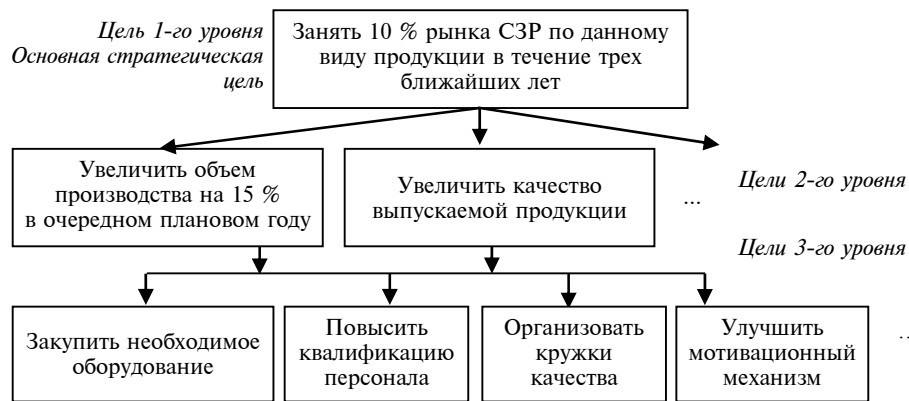 Цель 1-го уровня
Основная стратегическая
цель
Занять 10 % рынка СЗР по данному
виду продукции в течение трех
ближайших лет
Увеличить объем
производства на 15 %
в очередном плановом году
Увеличить качество
выпускаемой продукции
...
Цели 2-го уровня
Цели 3-го уровня
Закупить необходимое
оборудование
Повысить
квалификацию
персонала
Организовать
кружки
качества
Улучшить
мотивационный
механизм
...